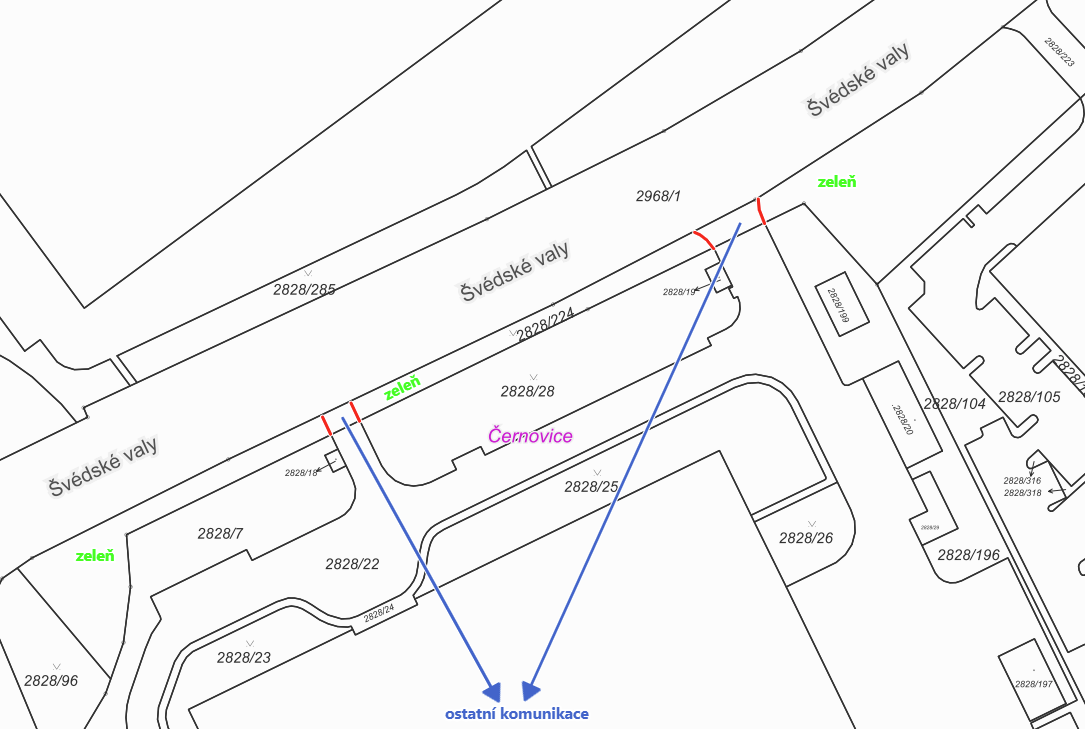 Švédské valy
2828/223
zeleň
2968/1
Švédské valy
2828/285
2828/19
2828/199
2828/224
zeleň
2828/28
2828/104
2828/105
2828/20
Černovice
Švédské valy
2828/18
2828/25
2828/316
2828/318
2828/7
2828/26
zeleň
2828/196
2828/22
2828/24
2828/23
2828/96
2828/197
ostatní komunikace